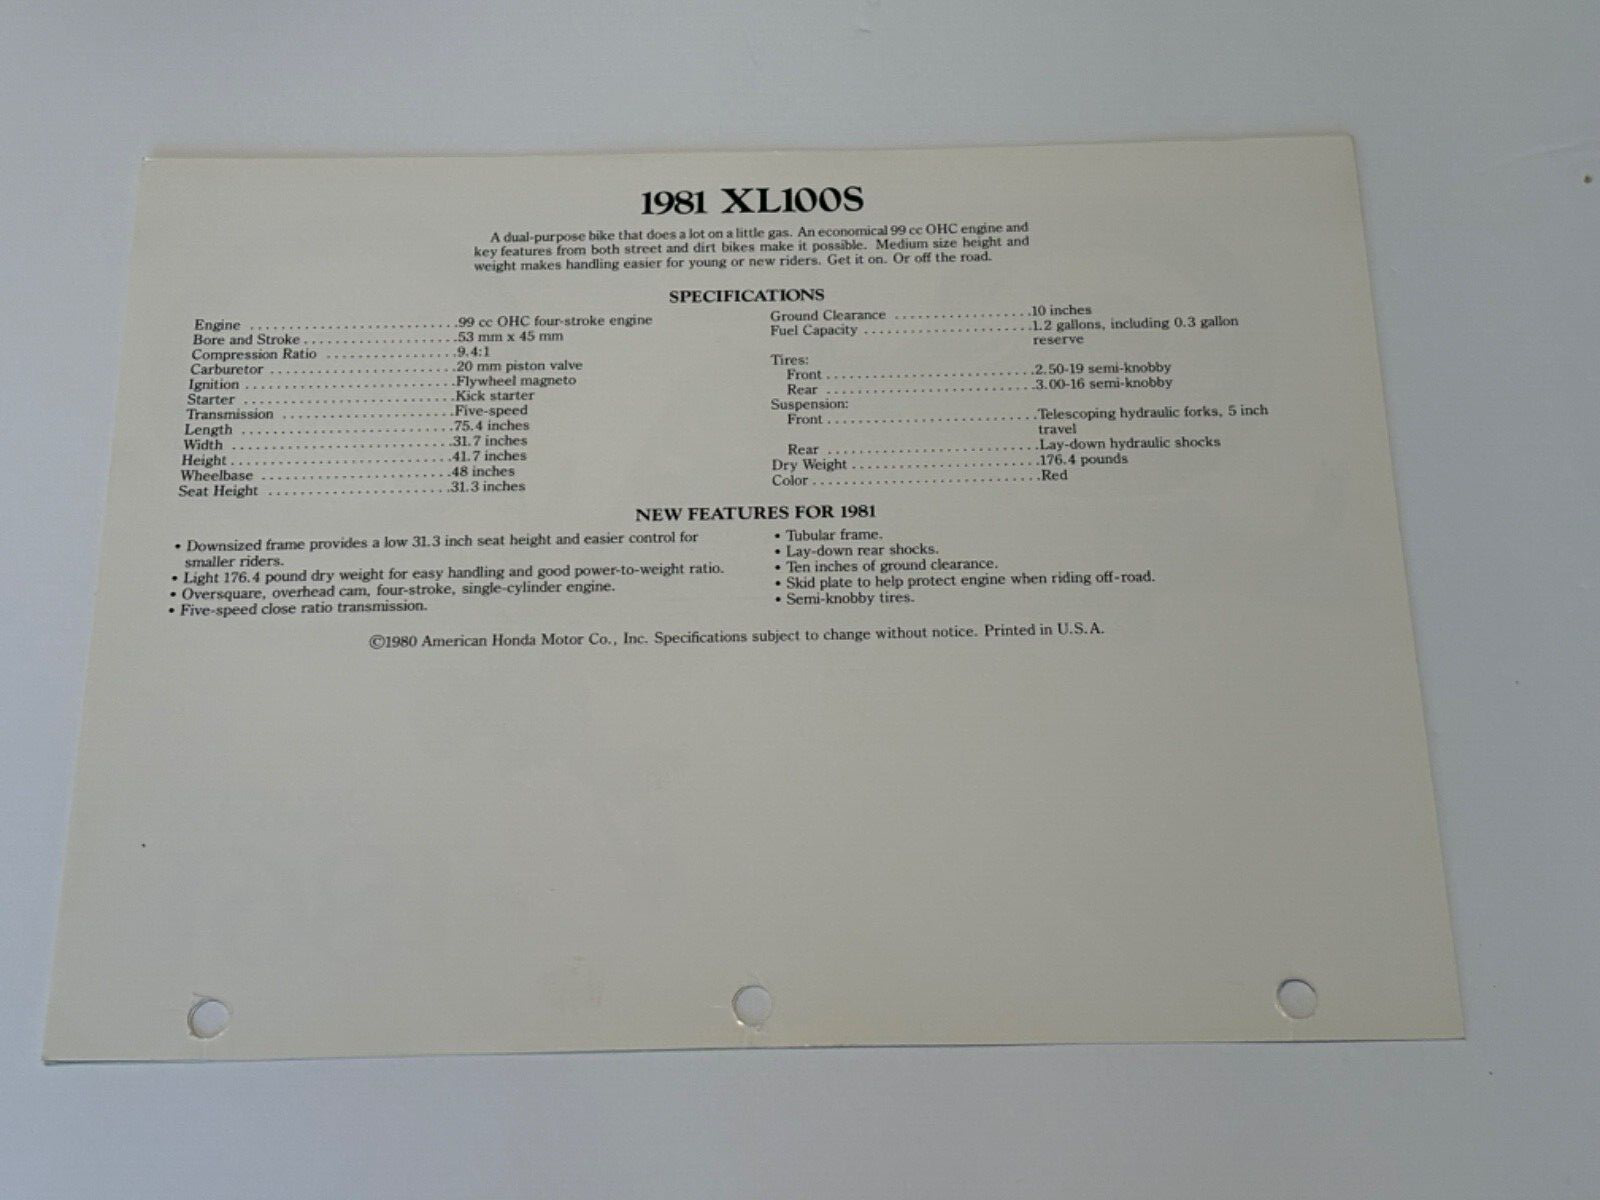 1981 XL100S
A dual-purpose bike that does a lot on a little gas. An economical 99 cc OHC engine and
key features from both street and dirt bikes make it possible. Medium size height and
weight makes handling easier for young or new riders. Get it on. Or off the road.
SPECIFICATIONS
Engine ...........................99 cc OHC four-stroke engine
Bore and Stroke....................53 mm x 45 mm
Compression Ratio .................9.4:1
Carburetor ........................20 mm piston valve
Ignition ...........................Flywheel magneto
Starter ...........................Kick starter
Transmission ......................Five-speed
Length ...........................75.4 inches
Width ............................31.7 inches
Height............................41.7 inches
Wheelbase ........................48 inches
Seat Height .......................31.3 inches
Ground Clearance ..................10 inches
Fuel Capacity ......................1.2 gallons, including 0.3 gallon
reserve
Tires:
Front...........................2.50-19 semi-knobby
Rear ...........................3.00-16 semi-knobby
Suspension:
Front...........................Telescoping hydraulic forks, 5 inch
travel
Rear ...........................Lay-down hydraulic shocks
Dry Weight ........................176.4 pounds
Color.............................Red
NEW FEATURES FOR 1981
• Downsized frame provides a low 31.3 inch seat height and easier control for
smaller riders.
• Light 176.4 pound dry weight for easy handling and good power-to-weight ratio.
• Oversquare, overhead cam, four-stroke, single-cylinder engine.
• Five-speed close ratio transmission.
• Tubular frame.
• Lay-down rear shocks.
• Ten inches of ground clearance.
• Skid plate to help protect engine when riding off-road.
• Semi-knobby tires.
©1980 American Honda Motor Co., Inc. Specifications subject to change without notice. Printed in U.S.A.